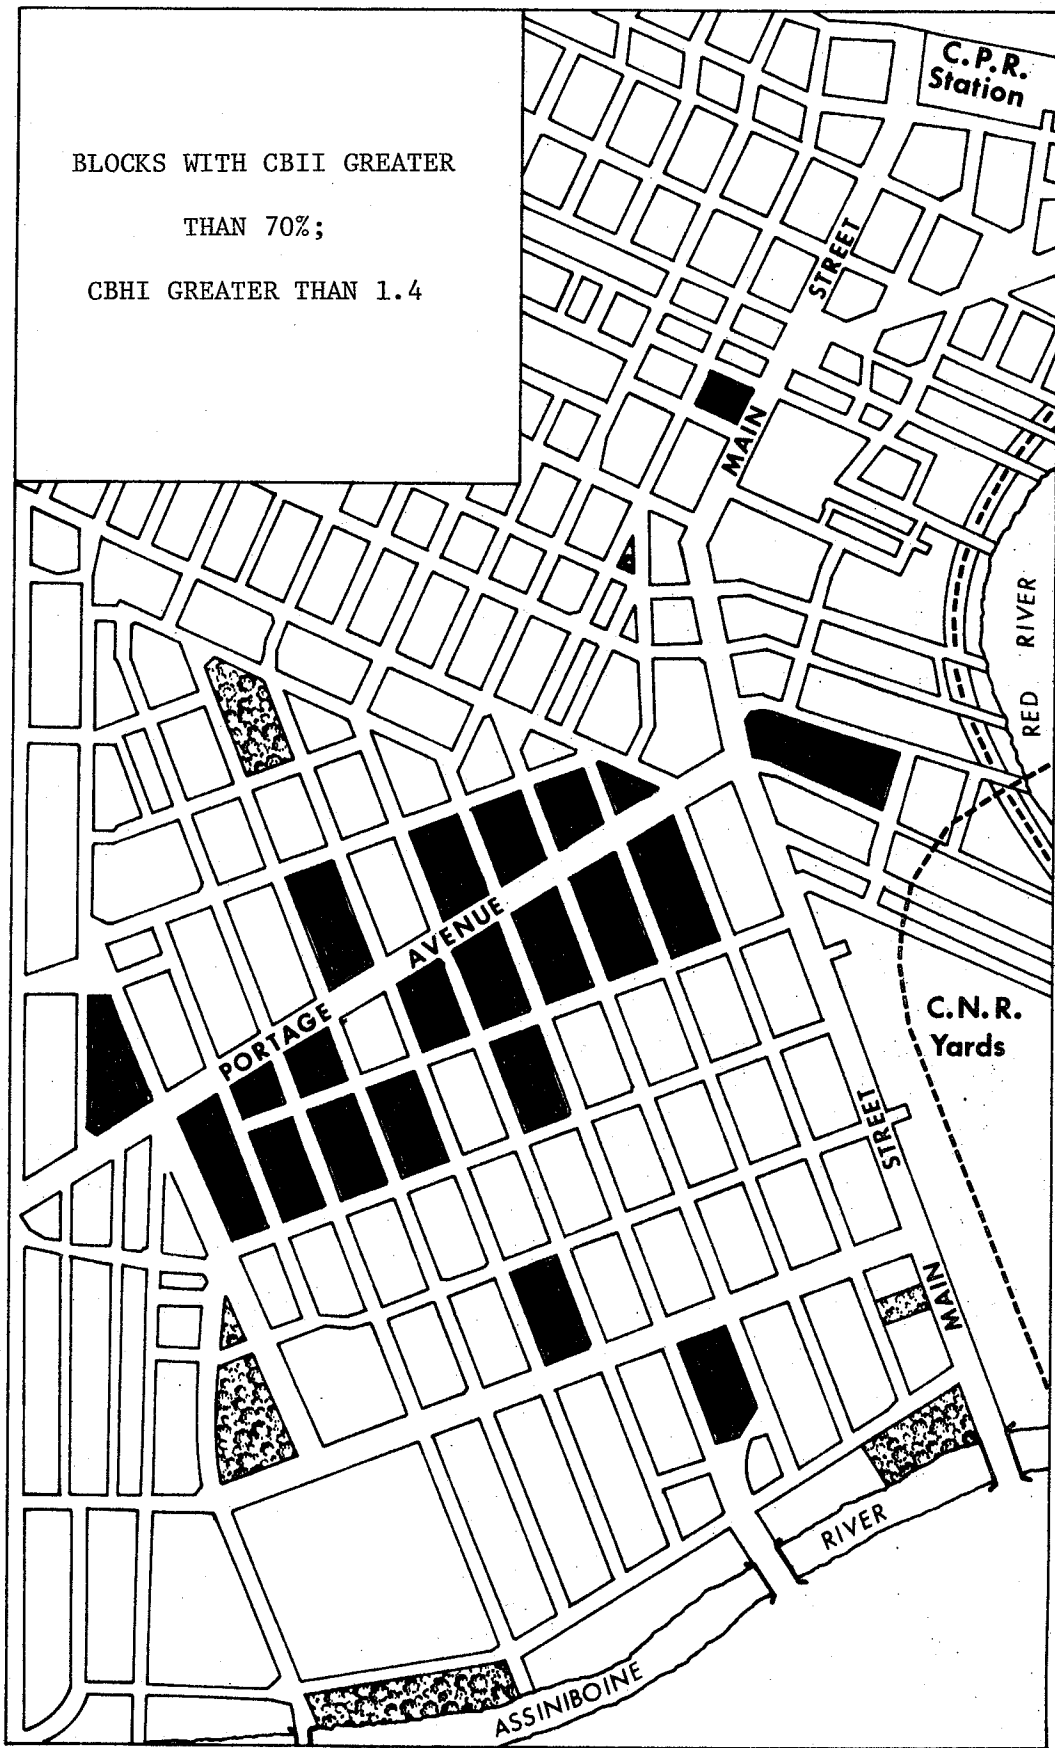 BLOCKS WITH CBII GREATER
THAN 70%;
CBHI GREATER THAN 1.4
C.P.R.
Station
STREET
MAIN
RED RIVER
AVENUE
PORTAGE
C.N.R.
Yards
STREET
MAIN
RIVER
ASSINIBOINE